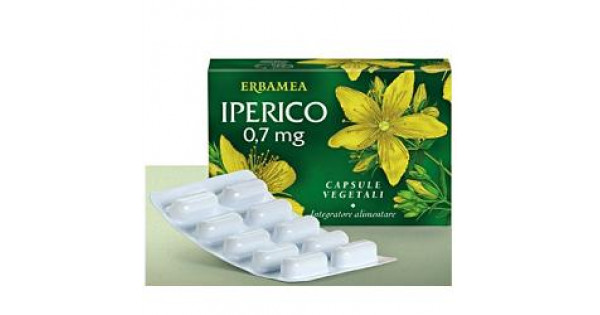 ERBAMEA
IPERICO
0,7 mg
CAPSULE
VEGETALI
Integratore alimentare